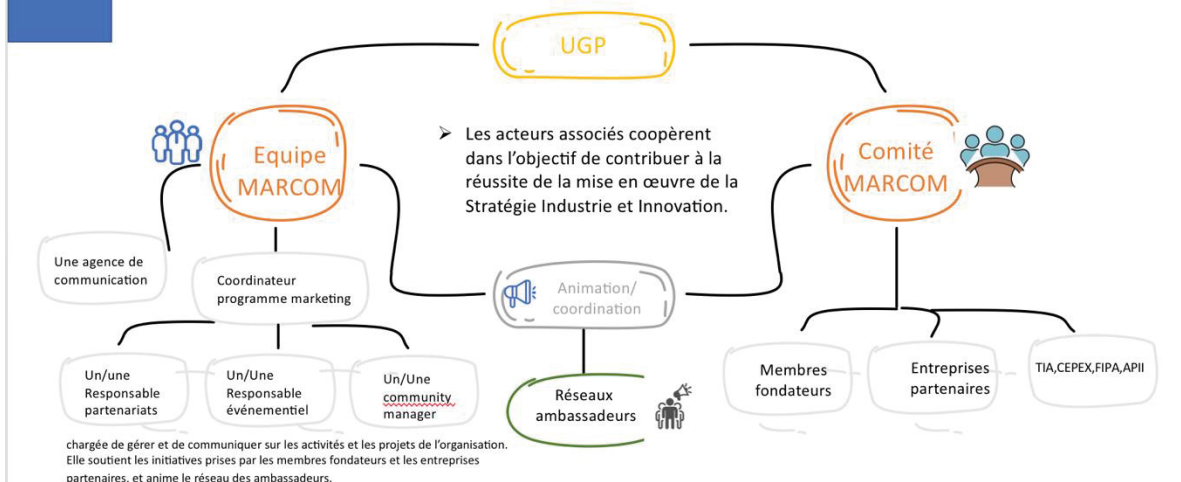 UGP
Equipe
MARCOM
➢ Les acteurs associés coopèrent
dans l’objectif de contribuer à la
réussite de la mise en œuvre de la
Stratégie Industrie et Innovation.
Comité
MARCOM
Une agence de
communication
Coordinateur
programme marketing
Animation/
coordination
Un/une
Responsable
partenariats
Un/Une
Responsable
événementiel
Un/Une
community
manager
Réseaux
ambassadeurs
Membres
fondateurs
Entreprises
partenaires
TIA,CEPEX,FIPA,APII
chargée de gérer et de communiquer sur les activités et les projets de l’organisation.
Elle soutient les initiatives prises par les membres fondateurs et les entreprises
partenaires, et anime le réseau des ambassadeurs.